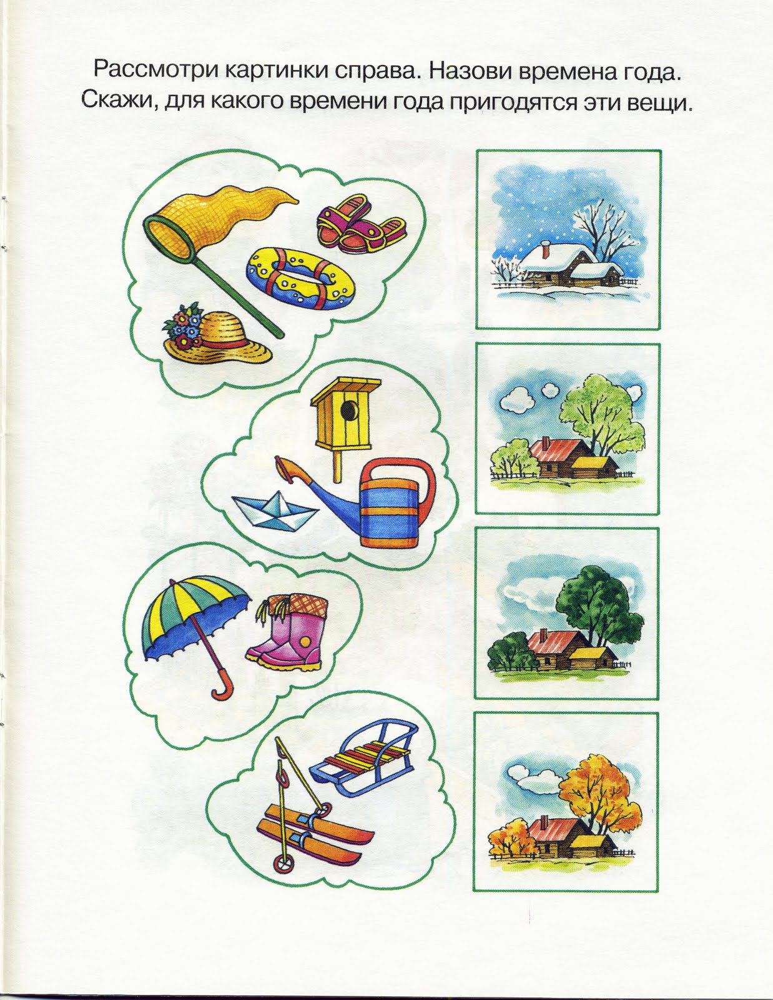 Рассмотри картинки справа. Назови времена года.
Скажи, для какого времени года пригодятся эти вещи.